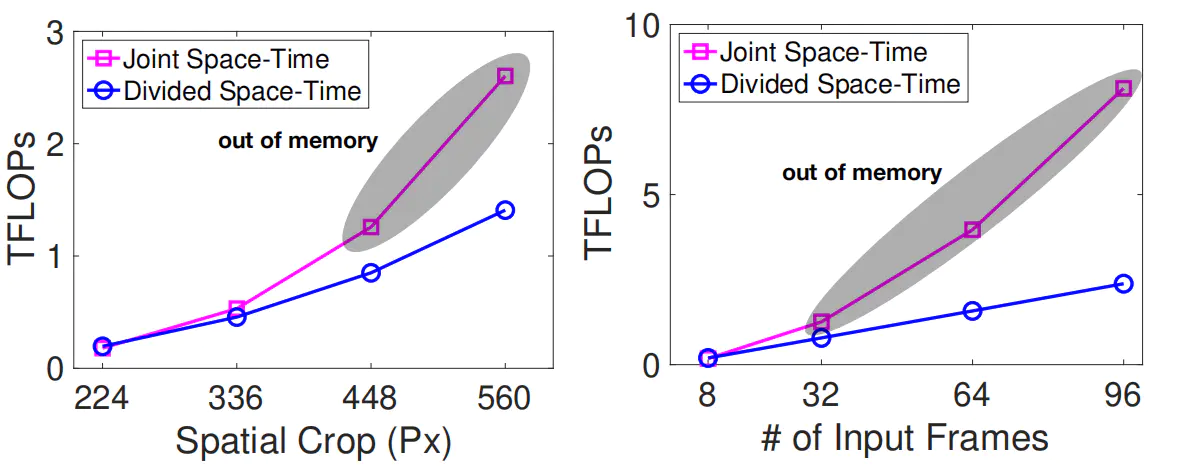 3
2
1
0
TFLOPs
Joint Space-Time
Divided Space-Time
out of memory
224 336 448 560
Spatial Crop (Px)
10
5
0
TFLOPs
Joint Space-Time
Divided Space-Time
out of memory
8 32 64 96
# of Input Frames